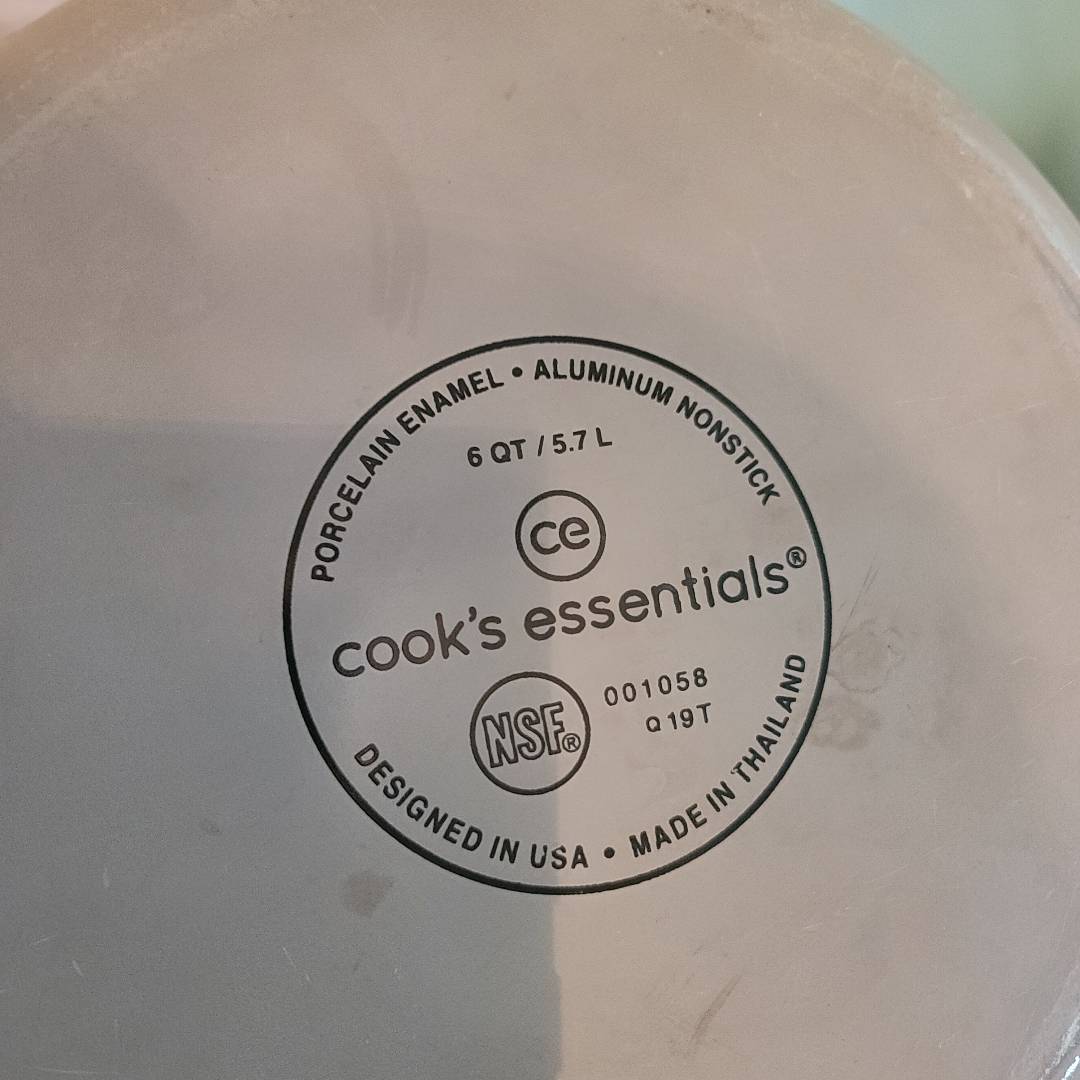 PORCELAIN ENAMEL • ALUMINUM NONSTICK
6 QT / 5.7 L
ce
cook's essentials®
NSF®
001058
Q19T
DESIGNED IN USA • MADE IN THAILAND